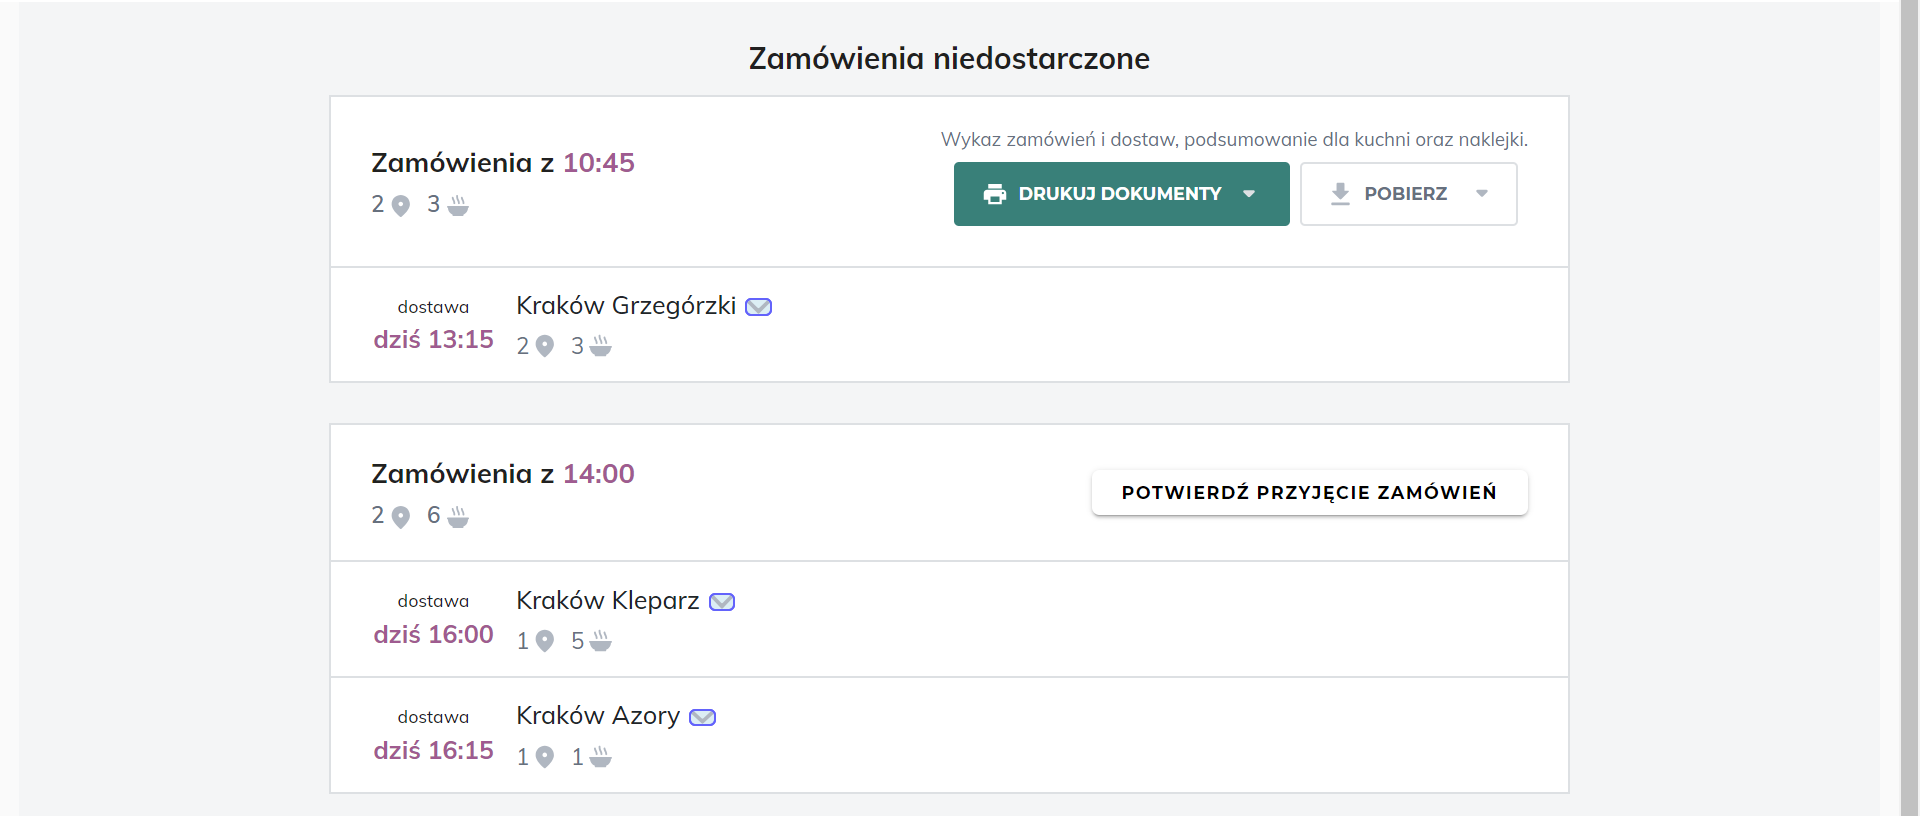 Zamówienia niedostarczone
Zamówienia z 10:45
2 3
Wykaz zamówień i dostaw, podsumowanie dla kuchni oraz naklejki.
DRUKUJ DOKUMENTY
POBIERZ
dostawa
dziś 13:15
Kraków Grzegórzki
2 3
Zamówienia z 14:00
2 6
POTWIERDŹ PRZYJĘCIE ZAMÓWIEŃ
dostawa
dziś 16:00
Kraków Kleparz
1 5
dostawa
dziś 16:15
Kraków Azory
1 1